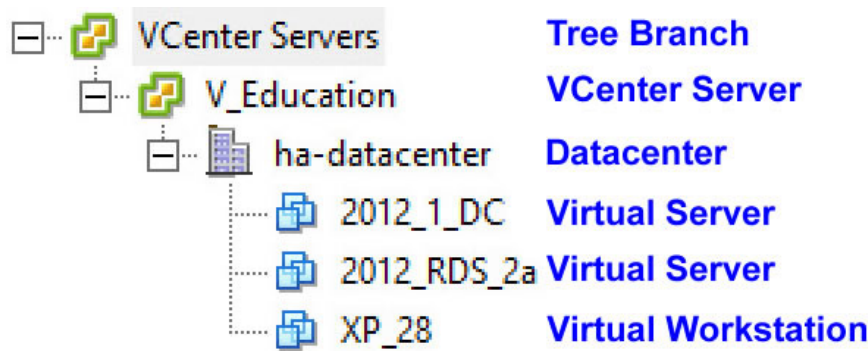 VCenter Servers Tree Branch
V_Education VCenter Server
ha-datacenter Datacenter
2012_1_DC Virtual Server
2012_RDS_2a Virtual Server
XP_28 Virtual Workstation